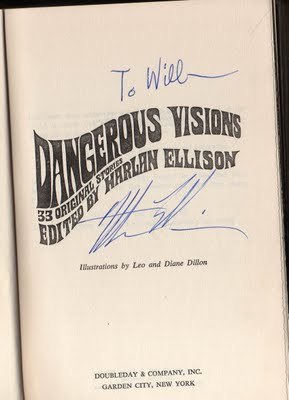 To Will
DANGEROUS VISIONS
33 ORIGINAL STORIES
EDITED BY HARLAN ELLISON
Illustrations by Leo and Diane Dillon
DOUBLEDAY & COMPANY, INC.
GARDEN CITY, NEW YORK